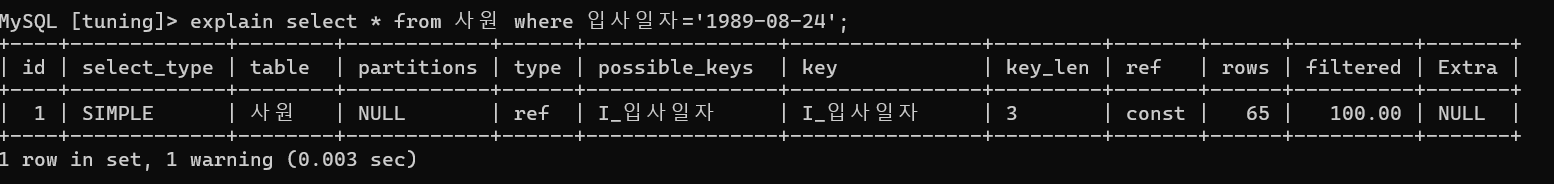 MySQL [tuning]> explain select * from 사원 where 입사일자='1989-08-24';
+----+-------------+--------+------------+------+---------------+---------------+---------+-------+------+----------+-------+
| id | select_type | table  | partitions | type | possible_keys | key           | key_len | ref   | rows | filtered | Extra |
+----+-------------+--------+------------+------+---------------+---------------+---------+-------+------+----------+-------+
|  1 | SIMPLE      | 사원 | NULL       | ref  | I_입사일자 | I_입사일자 | 3       | const |   65 |   100.00 | NULL  |
+----+-------------+--------+------------+------+---------------+---------------+---------+-------+------+----------+-------+
1 row in set, 1 warning (0.003 sec)